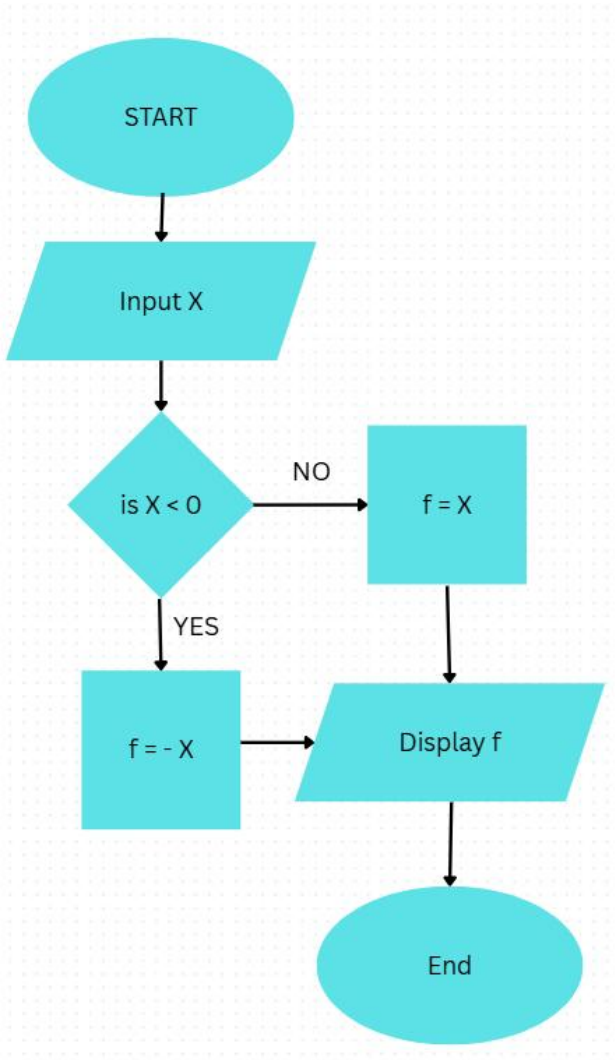 START
Input X
is X < 0
NO
f = X
YES
f = - X
Display f
End